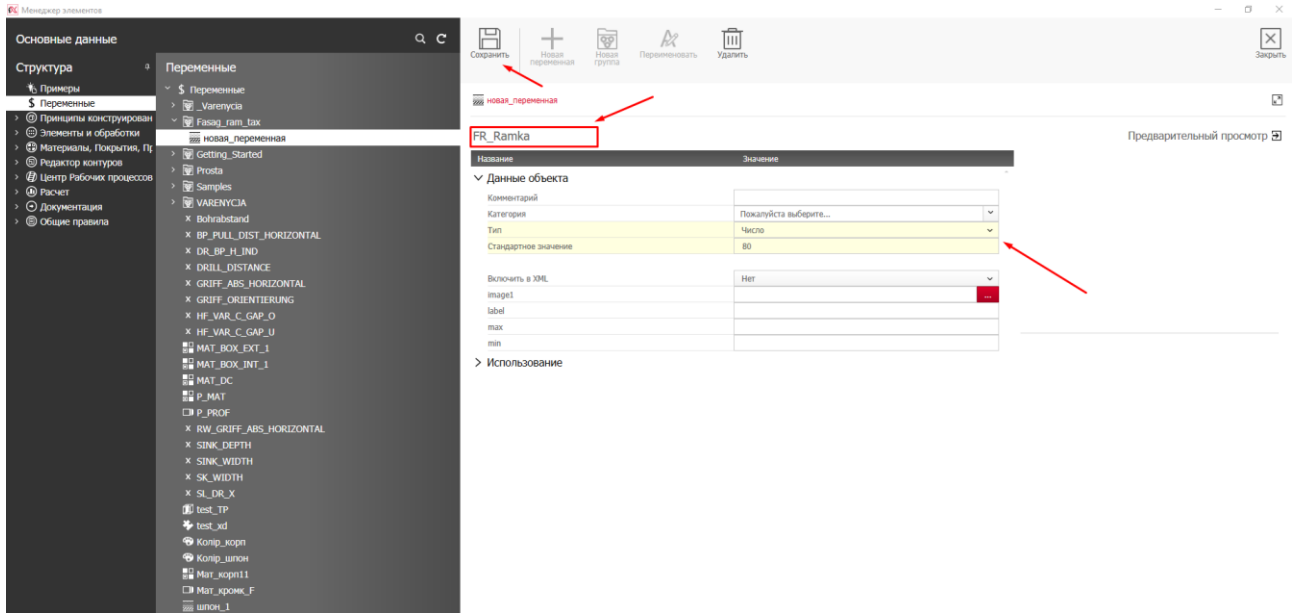 Менеджер элементов
Основные данные
Структура
Примеры
$ Переменные
Принципы конструирован
Элементы и обработки
Материалы, Покрытия, Пр
Редактор контуров
Центр Рабочих процессов
Расчет
Документация
Общие правила
Переменные
$ Переменные
_Varenycia
Fasag_ram_tax
новая_переменная
Getting_Started
Prosta
Samples
VARENYCJA
x Bohrabstand
x BP_PULL_DIST_HORIZONTAL
x DR_BP_H_IND
x DRILL_DISTANCE
x GRIFF_ABS_HORIZONTAL
x GRIFF_ORIENTIERUNG
x HF_VAR_C_GAP_O
x HF_VAR_C_GAP_U
MAT_BOX_EXT_1
MAT_BOX_INT_1
MAT_DC
P_MAT
P_PROF
x RW_GRIFF_ABS_HORIZONTAL
x SINK_DEPTH
x SINK_WIDTH
x SK_WIDTH
x SL_DR_X
test_TP
test_xd
Колір_корп
Колір_шпон
Мат_корп11
Мат_кромк_F
шпон_1
Сохранить
Новая переменная
Новая группа
Переименовать
Удалить
Закрыть
новая_переменная
FR_Ramka
Предварительный просмотр
Название Значение
Данные объекта
Комментарий
Категория Пожалуйста выберите...
Тип Число
Стандартное значение 80
Включить в XML Нет
image1 ...
label
max
min
Использование